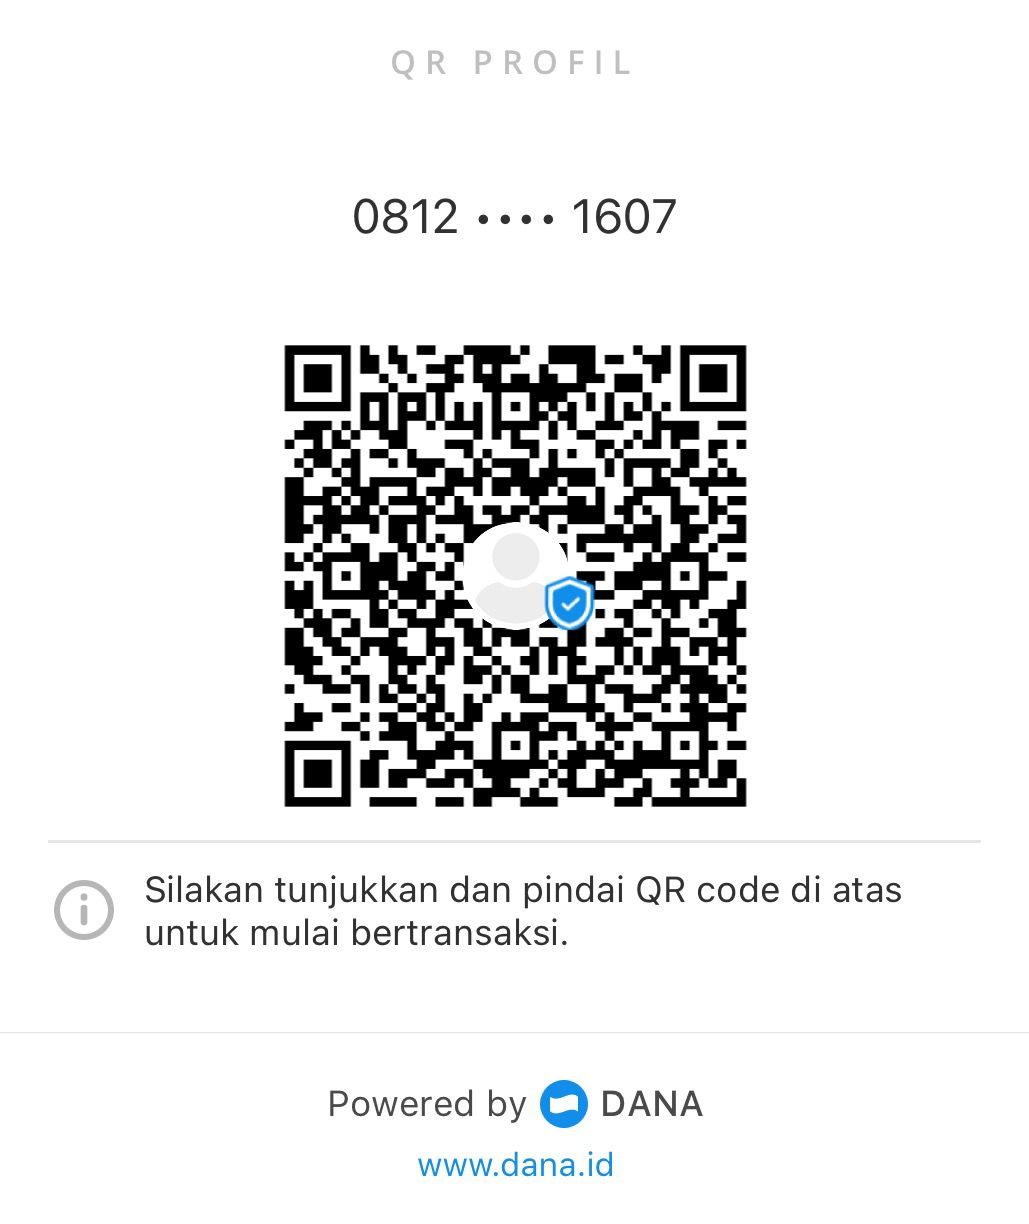 QR PROFIL
0812 •••• 1607
Silakan tunjukkan dan pindai QR code di atas
untuk mulai bertransaksi.
Powered by DANA
www.dana.id